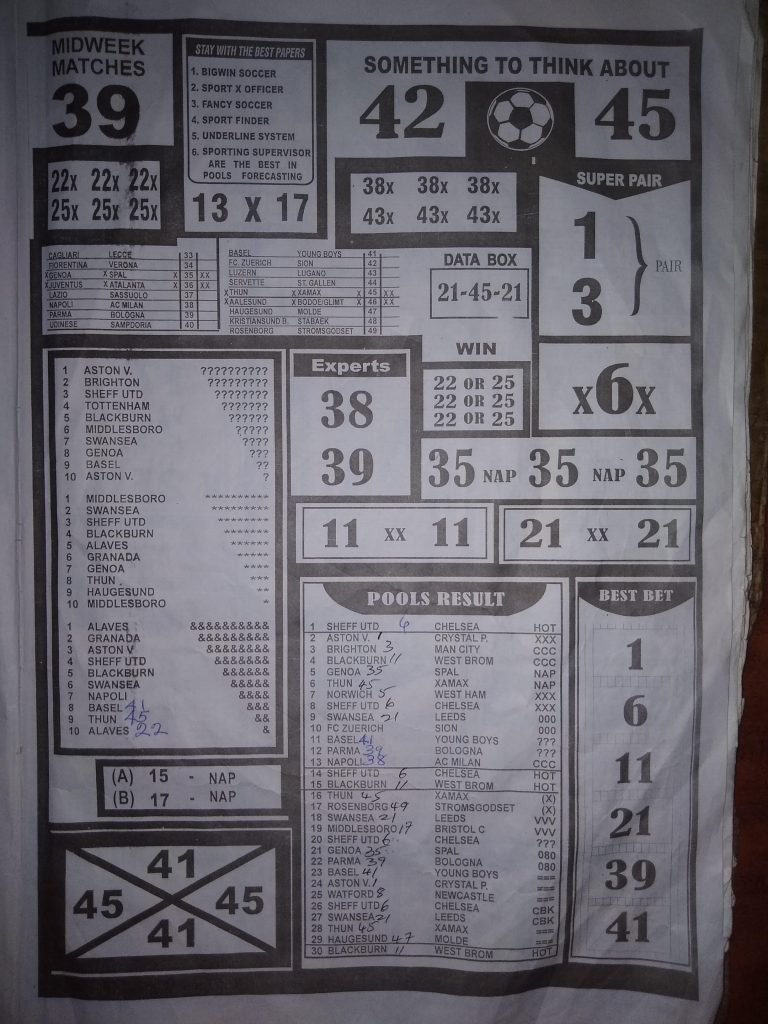 MIDWEEK
MATCHES
39
STAY WITH THE BEST PAPERS
1. BIGWIN SOCCER
2. SPORT X OFFICER
3. FANCY SOCCER
4. SPORT FINDER
5. UNDERLINE SYSTEM
6. SPORTING SUPERVISOR
ARE THE BEST IN
POOLS FORECASTING
13 X 17
SOMETHING TO THINK ABOUT
42 45
22x 22x 22x
25x 25x 25x
38x 38x 38x
43x 43x 43x
SUPER PAIR
1
3
PAIR
CAGLIARI LECCE 33
FIORENTINA VERONA 34
X GENOA X SPAL X 35 XX
X JUVENTUS X ATALANTA X 36 XX
LAZIO SASSUOLO 37
NAPOLI AC MILAN 38
PARMA BOLOGNA 39
UDINESE SAMPDORIA 40
BASEL YOUNG BOYS 41
FC. ZUERICH SION 42
LUZERN LUGANO 43
SERVETTE ST. GALLEN 44
X THUN X XAMAX X 45 XX
X AALESUND X BODOE/GLIMT X 46 XX
HAUGESUND MOLDE 47
KRISTIANSUND B. STABAEK 48
ROSENBORG STROMSGODSET 49
DATA BOX
21-45-21
WIN
22 OR 25
22 OR 25
22 OR 25
x6x
1 ASTON V. ??????????
2 BRIGHTON ?????????
3 SHEFF UTD ????????
4 TOTTENHAM ???????
5 BLACKBURN ??????
6 MIDDLESBORO ?????
7 SWANSEA ????
8 GENOA ???
9 BASEL ??
10 ASTON V. ?
1 MIDDLESBORO **********
2 SWANSEA *********
3 SHEFF UTD ********
4 BLACKBURN *******
5 ALAVES ******
6 GRANADA *****
7 GENOA ****
8 THUN ***
9 HAUGESUND **
10 MIDDLESBORO *
1 ALAVES &&&&&&&&&&
2 GRANADA &&&&&&&&&
3 ASTON V &&&&&&&&
4 SHEFF UTD &&&&&&&
5 BLACKBURN &&&&&&
6 SWANSEA &&&&&
7 NAPOLI &&&&
8 BASEL 41 &&&
9 THUN 45 &&
10 ALAVES 22 &
Experts
38
39
35 NAP 35 NAP 35
11 XX 11
21 XX 21
(A) 15 - NAP
(B) 17 - NAP
41
45 45
41
POOLS RESULT
1 SHEFF UTD 6 CHELSEA HOT
2 ASTON V. 1 CRYSTAL P. XXX
3 BRIGHTON 3 MAN CITY CCC
4 BLACKBURN 11 WEST BROM CCC
5 GENOA 35 SPAL NAP
6 THUN 45 XAMAX NAP
7 NORWICH 5 WEST HAM XXX
8 SHEFF UTD 6 CHELSEA XXX
9 SWANSEA 21 LEEDS 000
10 FC ZUERICH SION 000
11 BASEL 41 YOUNG BOYS ???
12 PARMA 39 BOLOGNA ???
13 NAPOLI 38 AC MILAN CCC
14 SHEFF UTD 6 CHELSEA HOT
15 BLACKBURN 11 WEST BROM HOT
16 THUN 45 XAMAX (X)
17 ROSENBORG 49 STROMSGODSET (X)
18 SWANSEA 21 LEEDS VVV
19 MIDDLESBORO 17 BRISTOL C VVV
20 SHEFF UTD 6 CHELSEA ???
21 GENOA 35 SPAL 080
22 PARMA 39 BOLOGNA 080
23 BASEL 41 YOUNG BOYS ===
24 ASTON V. 1 CRYSTAL P. ===
25 WATFORD 8 NEWCASTLE ===
26 SHEFF UTD 6 CHELSEA CBK
27 SWANSEA 21 LEEDS CBK
28 THUN 45 XAMAX ===
29 HAUGESUND 47 MOLDE ===
30 BLACKBURN 11 WEST BROM HOT
BEST BET
1
6
11
21
39
41